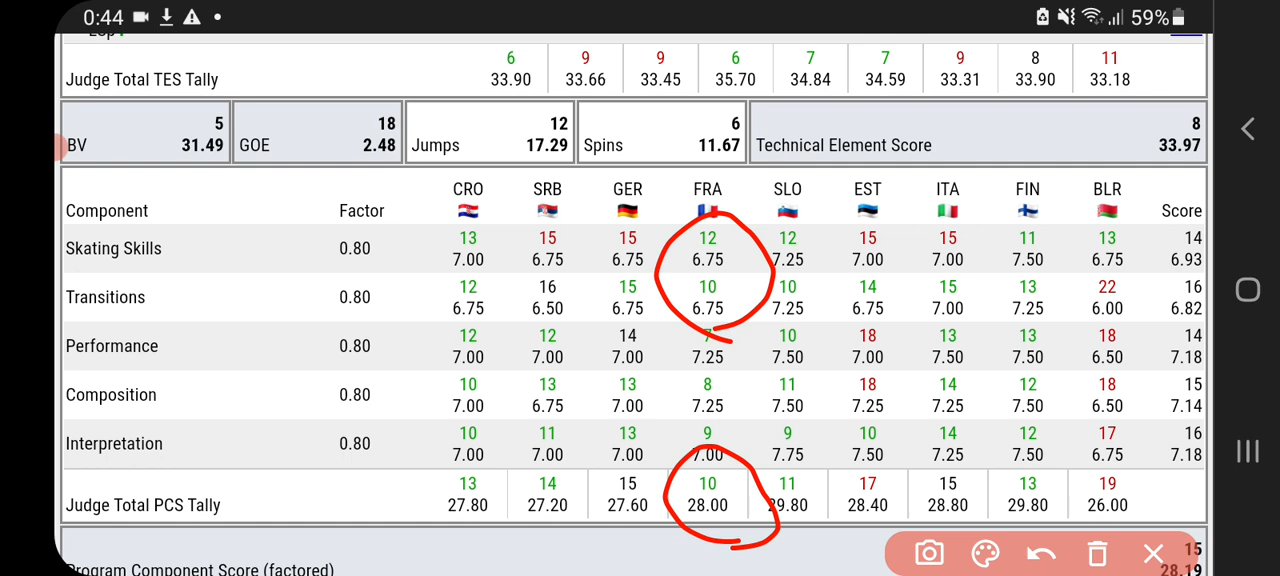 0:44 59%
6 9 9 6 7 7 9 8 11
Judge Total TES Tally 33.90 33.66 33.45 35.70 34.84 34.59 33.31 33.90 33.18
5 18 12 6 8
BV 31.49 GOE 2.48 Jumps 17.29 Spins 11.67 Technical Element Score 33.97
CRO SRB GER FRA SLO EST ITA FIN BLR
Component Factor Score
13 15 15 12 12 15 15 11 13 14
Skating Skills 0.80 7.00 6.75 6.75 6.75 7.25 7.00 7.00 7.50 6.75 6.93
12 16 15 10 10 14 15 13 22 16
Transitions 0.80 6.75 6.50 6.75 6.75 7.25 6.75 7.00 7.25 6.00 6.82
12 12 14 7 10 18 13 13 18 14
Performance 0.80 7.00 7.00 7.00 7.25 7.50 7.00 7.50 7.50 6.50 7.18
10 13 13 8 11 18 14 12 18 15
Composition 0.80 7.00 6.75 7.00 7.25 7.50 7.25 7.25 7.50 6.50 7.14
10 11 13 9 9 10 14 12 17 16
Interpretation 0.80 7.00 7.00 7.00 7.00 7.75 7.50 7.25 7.50 6.75 7.18
13 14 15 10 11 17 15 13 19
Judge Total PCS Tally 27.80 27.20 27.60 28.00 29.80 28.40 28.80 29.80 26.00
15
Program Component Score (factored) 28.19